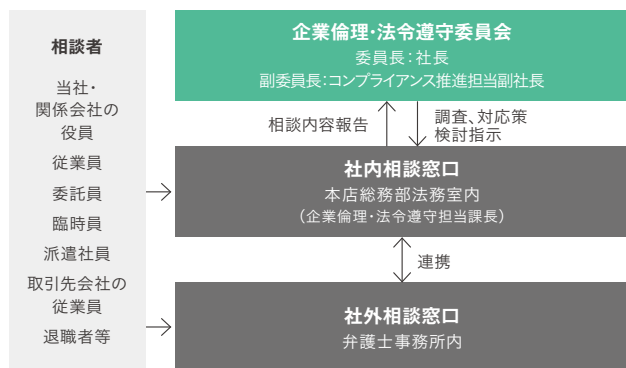 相談者
当社・
関係会社の
役員
従業員
委託員
臨時員
派遣社員
取引先会社の
従業員
退職者等
企業倫理・法令遵守委員会
委員長：社長
副委員長：コンプライアンス推進担当副社長
相談内容報告
調査、対応策
検討指示
社内相談窓口
本店総務部法務室内
（企業倫理・法令遵守担当課長）
連携
社外相談窓口
弁護士事務所内